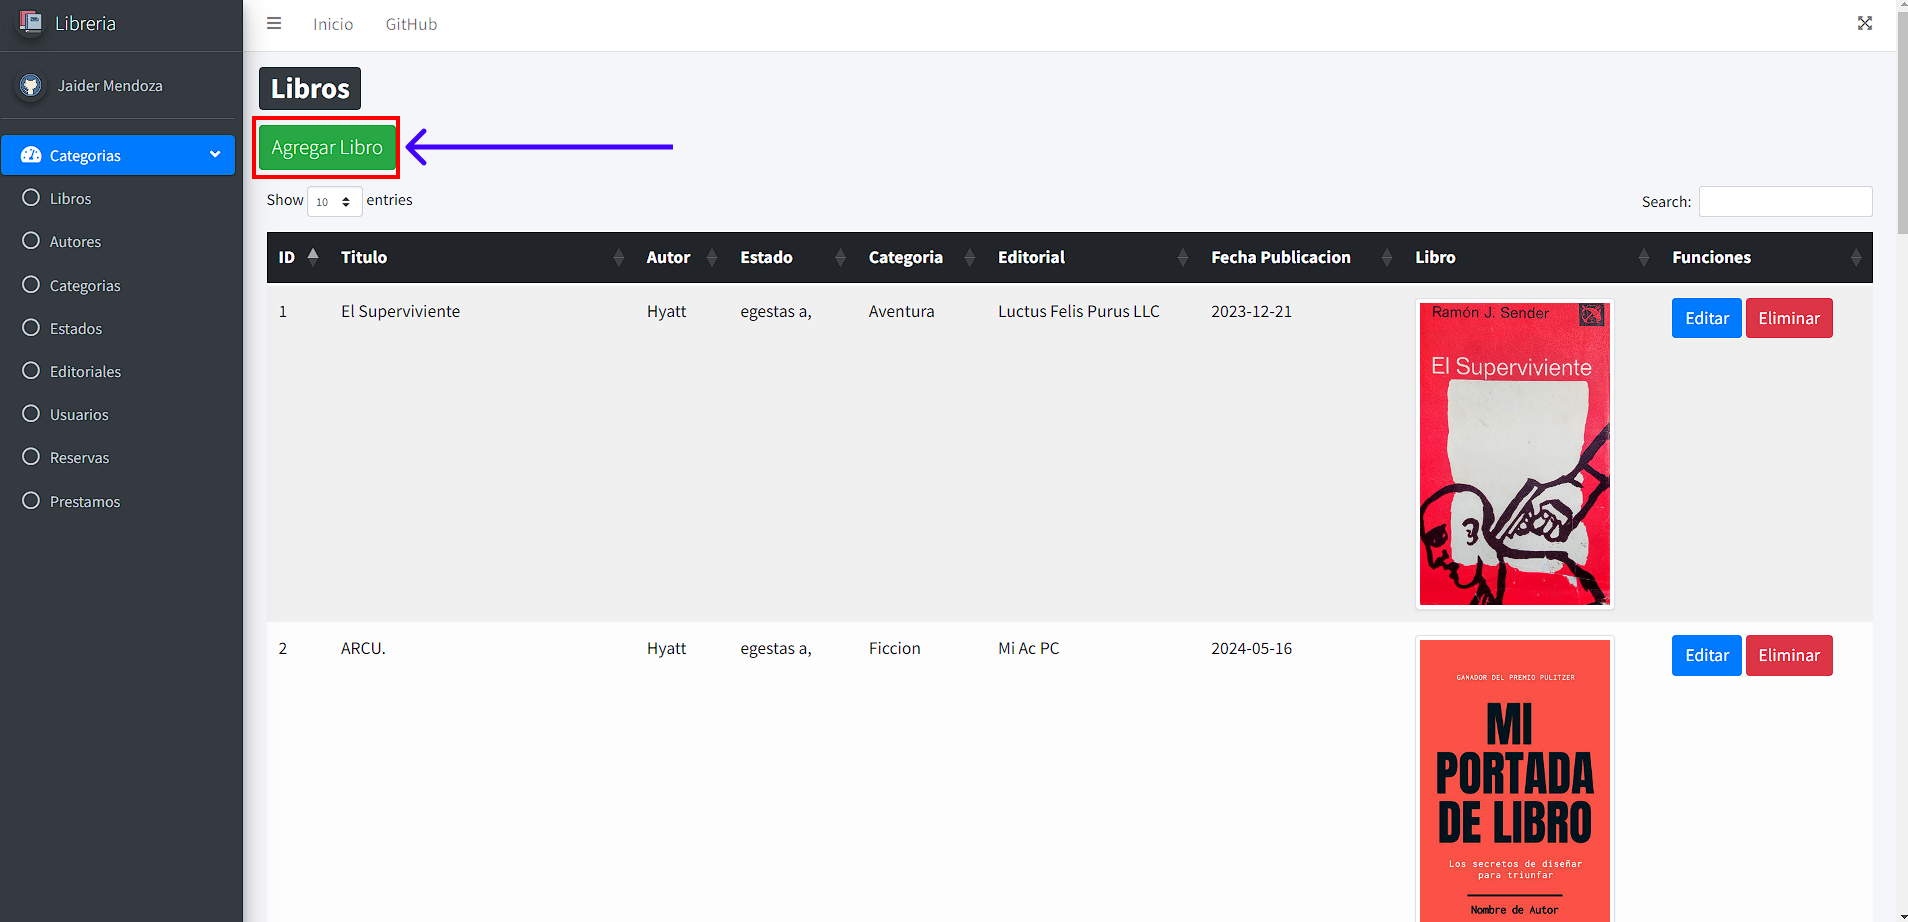 Libreria
Inicio
GitHub
Jaider Mendoza
Categorias
Libros
Autores
Categorias
Estados
Editoriales
Usuarios
Reservas
Prestamos
Libros
Agregar Libro
Show 10 entries
Search:
ID Titulo Autor Estado Categoria Editorial Fecha Publicacion Libro Funciones
1 El Superviviente Hyatt egestas a, Aventura Luctus Felis Purus LLC 2023-12-21 Editar Eliminar
Ramón J. Sender
El Superviviente
2 ARCU. Hyatt egestas a, Ficcion Mi Ac PC 2024-05-16 Editar Eliminar
GANADOR DEL PREMIO PULITZER
MI
PORTADA
DE LIBRO
Los secretos de diseñar
para triunfar
Nombre de Autor